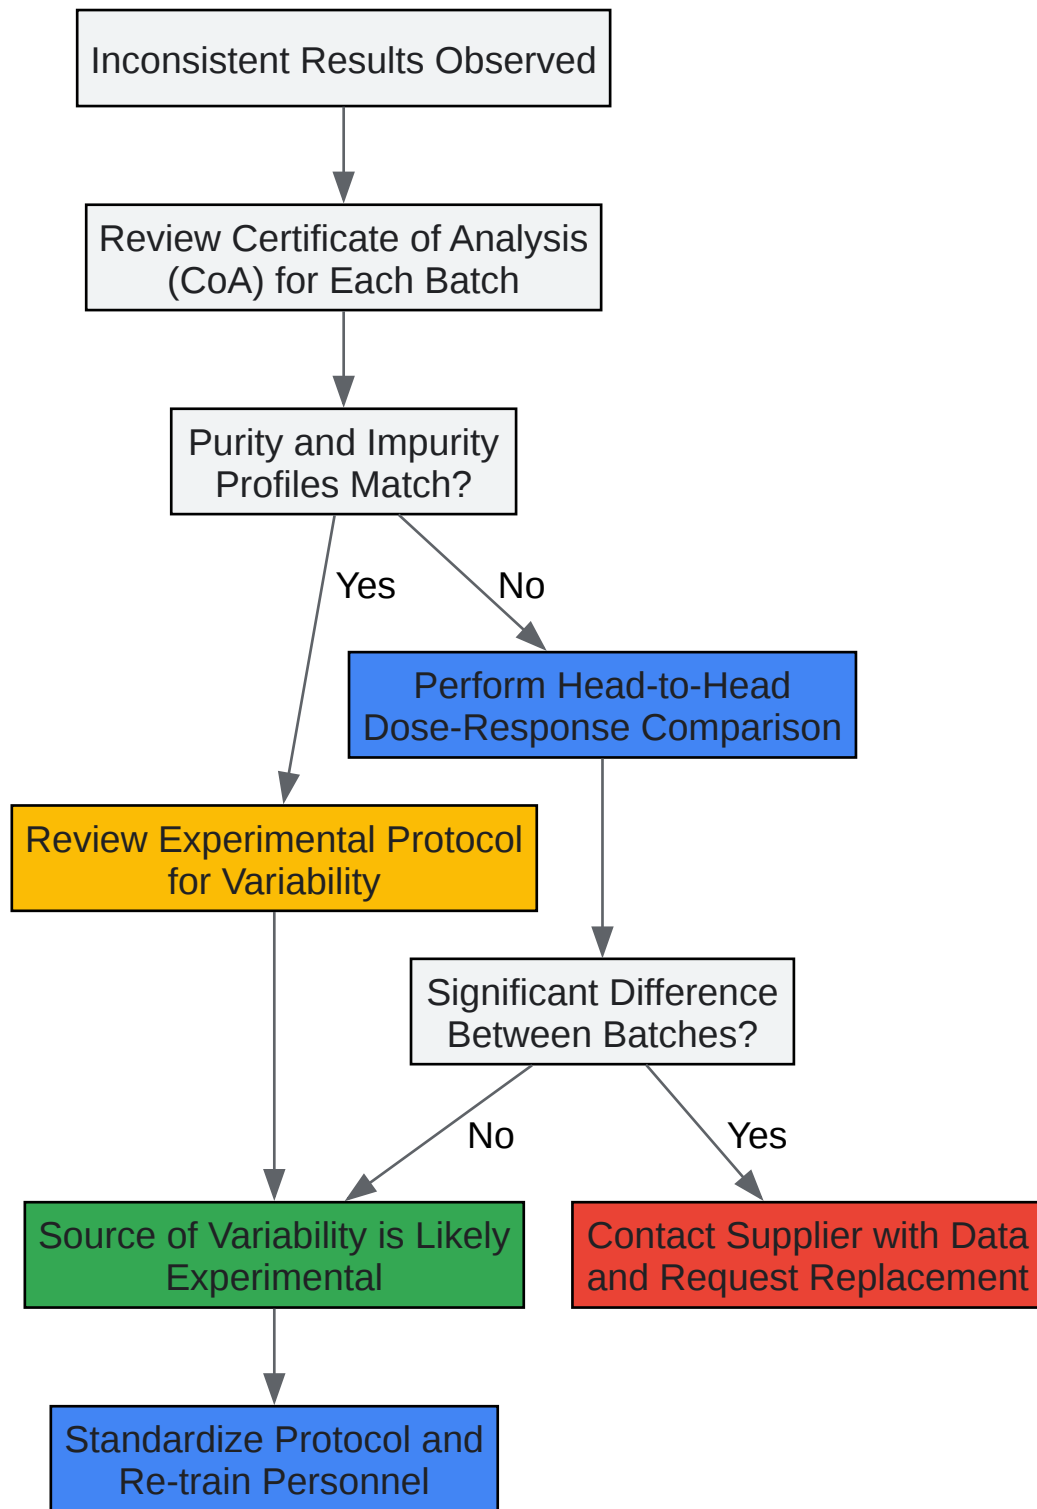 Inconsistent Results Observed
Review Certificate of Analysis
(CoA) for Each Batch
Purity and Impurity
Profiles Match?
Yes
No
Perform Head-to-Head
Dose-Response Comparison
Review Experimental Protocol
for Variability
Significant Difference
Between Batches?
No
Yes
Source of Variability is Likely
Experimental
Contact Supplier with Data
and Request Replacement
Standardize Protocol and
Re-train Personnel